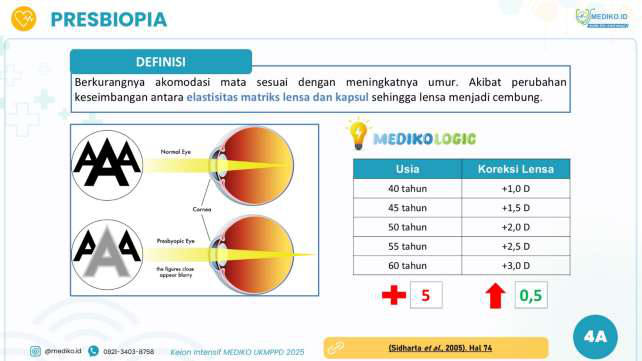 PRESBIOPIA
MEDIKO.ID
DEFINISI
Berkurangnya akomodasi mata sesuai dengan meningkatnya umur. Akibat perubahan
keseimbangan antara elastisitas matriks lensa dan kapsul sehingga lensa menjadi cembung.
AAA
Normal Eye
Cornea
AAA
Presbyopic Eye
the figures close
appear blurry
MEDIKOLOGIC
Usia Koreksi Lensa
40 tahun +1,0 D
45 tahun +1,5 D
50 tahun +2,0 D
55 tahun +2,5 D
60 tahun +3,0 D
5 0,5
@mediko.id 0821-3403-8758 Kelon Intensif MEDIKO UKMPPD 2025
(Sidharta et al., 2005). Hal 74
4A